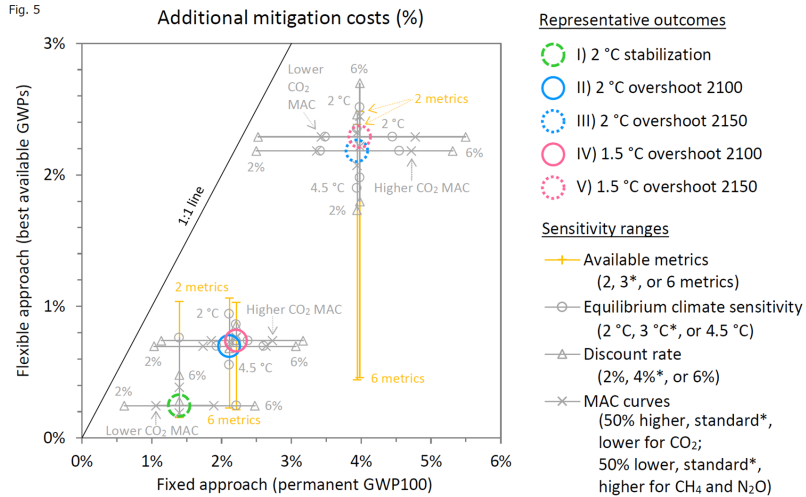 Fig. 5
Additional mitigation costs (%)
Flexible approach (best available GWPs)
3%
2%
1%
0%
0%
1%
2%
3%
4%
5%
6%
Fixed approach (permanent GWP100)
1:1 line
Lower
CO₂
MAC
6%
2 °C
2 metrics
2 °C
2%
4.5 °C
2%
Higher CO₂ MAC
6%
6 metrics
2 metrics
2 °C
Higher CO₂ MAC
2%
6%
4.5 °C
6%
2%
6%
6 metrics
Lower CO₂ MAC
Representative outcomes
I) 2 °C stabilization
II) 2 °C overshoot 2100
III) 2 °C overshoot 2150
IV) 1.5 °C overshoot 2100
V) 1.5 °C overshoot 2150
Sensitivity ranges
Available metrics
(2, 3*, or 6 metrics)
Equilibrium climate sensitivity
(2 °C, 3 °C*, or 4.5 °C)
Discount rate
(2%, 4%*, or 6%)
MAC curves
(50% higher, standard*,
lower for CO₂;
50% lower, standard*,
higher for CH₄ and N₂O)